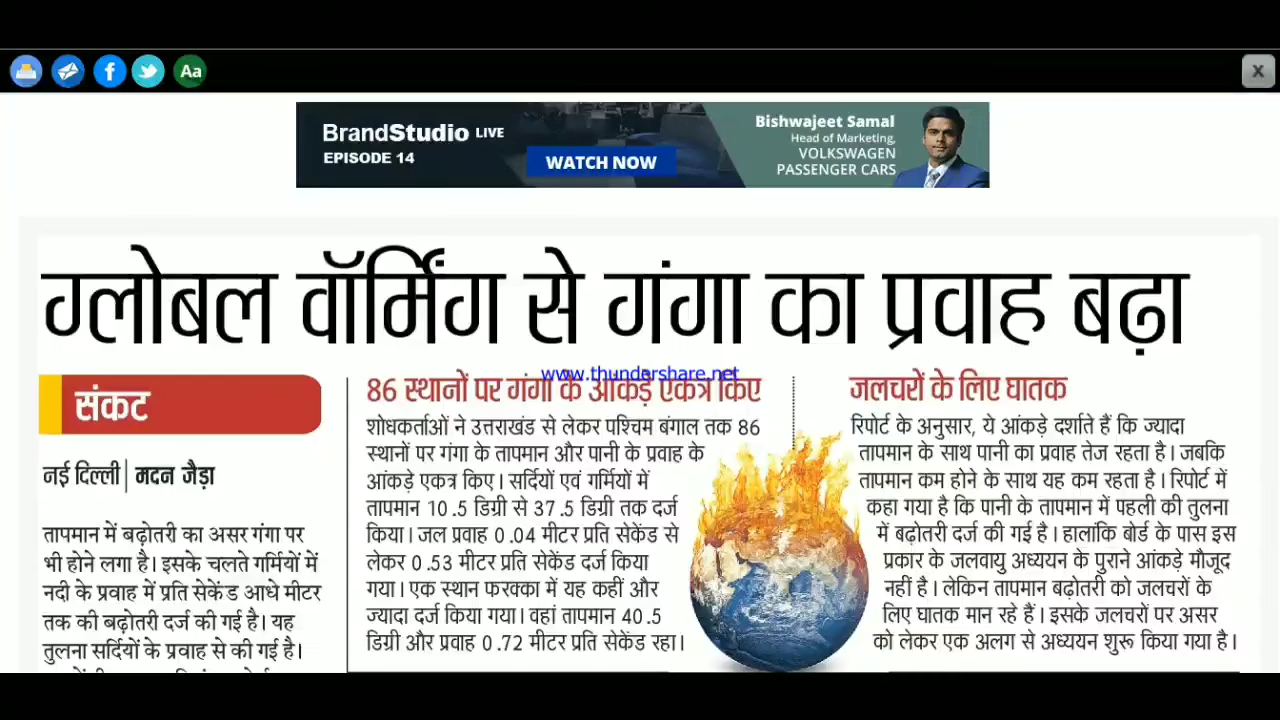 Aa
X
BrandStudio LIVE
EPISODE 14
WATCH NOW
Bishwajeet Samal
Head of Marketing,
VOLKSWAGEN
PASSENGER CARS
ग्लोबल वॉर्मिंग से गंगा का प्रवाह बढ़ा
www.thundershare.net
संकट
नई दिल्ली | मदन जैड़ा
तापमान में बढ़ोतरी का असर गंगा पर
भी होने लगा है। इसके चलते गर्मियों में
नदी के प्रवाह में प्रति सेकेंड आधे मीटर
तक की बढ़ोतरी दर्ज की गई है। यह
तुलना सर्दियों के प्रवाह से की गई है।
86 स्थानों पर गंगा के आंकड़े एकत्र किए
शोधकर्ताओं ने उत्तराखंड से लेकर पश्चिम बंगाल तक 86
स्थानों पर गंगा के तापमान और पानी के प्रवाह के
आंकड़े एकत्र किए। सर्दियों एवं गर्मियों में
तापमान 10.5 डिग्री से 37.5 डिग्री तक दर्ज
किया। जल प्रवाह 0.04 मीटर प्रति सेकेंड से
लेकर 0.53 मीटर प्रति सेकेंड दर्ज किया
गया। एक स्थान फरक्का में यह कहीं और
ज्यादा दर्ज किया गया। वहां तापमान 40.5
डिग्री और प्रवाह 0.72 मीटर प्रति सेकेंड रहा।
जलचरों के लिए घातक
रिपोर्ट के अनुसार, ये आंकड़े दर्शाते हैं कि ज्यादा
तापमान के साथ पानी का प्रवाह तेज रहता है। जबकि
तापमान कम होने के साथ यह कम रहता है। रिपोर्ट में
कहा गया है कि पानी के तापमान में पहली की तुलना
में बढ़ोतरी दर्ज की गई है। हालांकि बोर्ड के पास इस
प्रकार के जलवायु अध्ययन के पुराने आंकड़े मौजूद
नहीं है। लेकिन तापमान बढ़ोतरी को जलचरों के
लिए घातक मान रहे हैं। इसके जलचरों पर असर
को लेकर एक अलग से अध्ययन शुरू किया गया है।